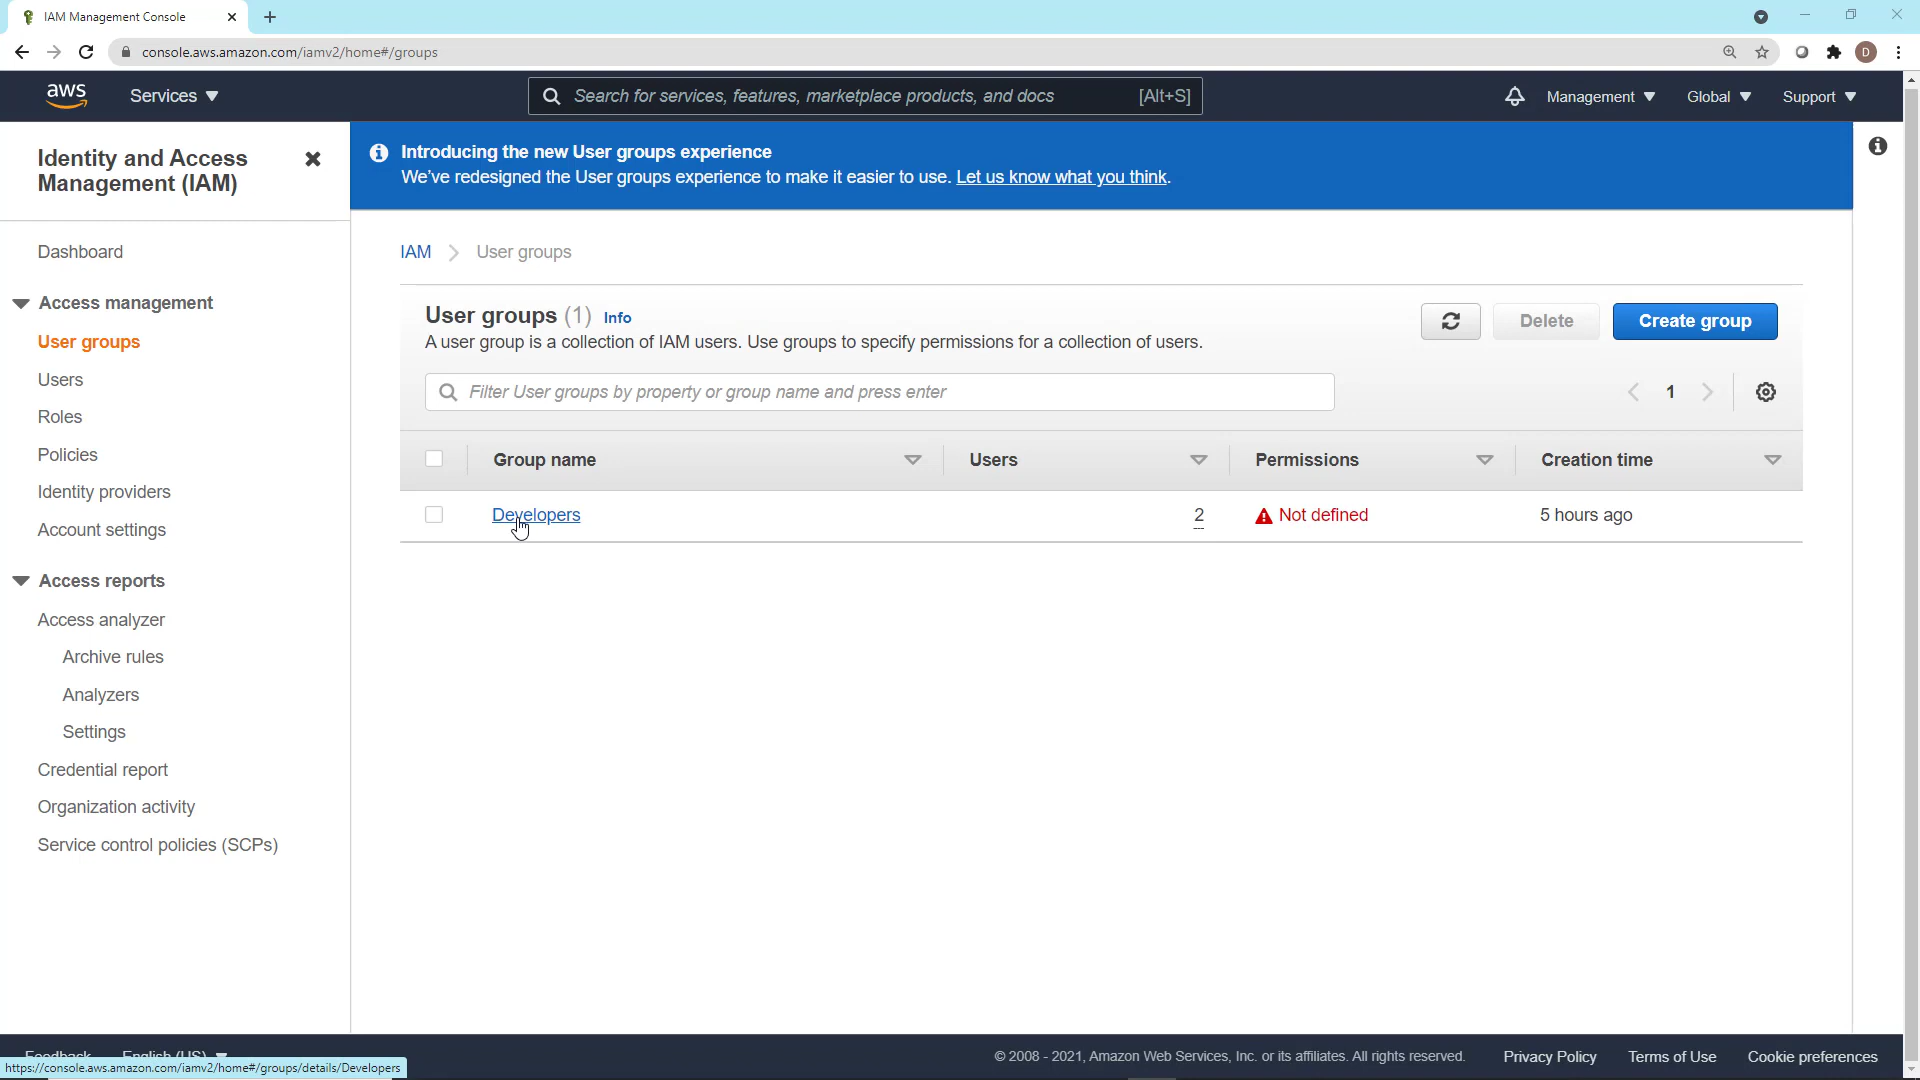 IAM Management Console
console.aws.amazon.com/iamv2/home#/groups
D
aws
Services
Search for services, features, marketplace products, and docs
[Alt+S]
Management
Global
Support
Identity and Access
Management (IAM)
Introducing the new User groups experience
We've redesigned the User groups experience to make it easier to use. Let us know what you think.
Dashboard
Access management
User groups
Users
Roles
Policies
Identity providers
Account settings
Access reports
Access analyzer
Archive rules
Analyzers
Settings
Credential report
Organization activity
Service control policies (SCPs)
IAM
User groups
User groups (1) Info
A user group is a collection of IAM users. Use groups to specify permissions for a collection of users.
Delete
Create group
Filter User groups by property or group name and press enter
1
Group name
Users
Permissions
Creation time
Developers
2
Not defined
5 hours ago
Feedback
English (US)
© 2008 - 2021, Amazon Web Services, Inc. or its affiliates. All rights reserved.
Privacy Policy
Terms of Use
Cookie preferences
https://console.aws.amazon.com/iamv2/home#/groups/details/Developers